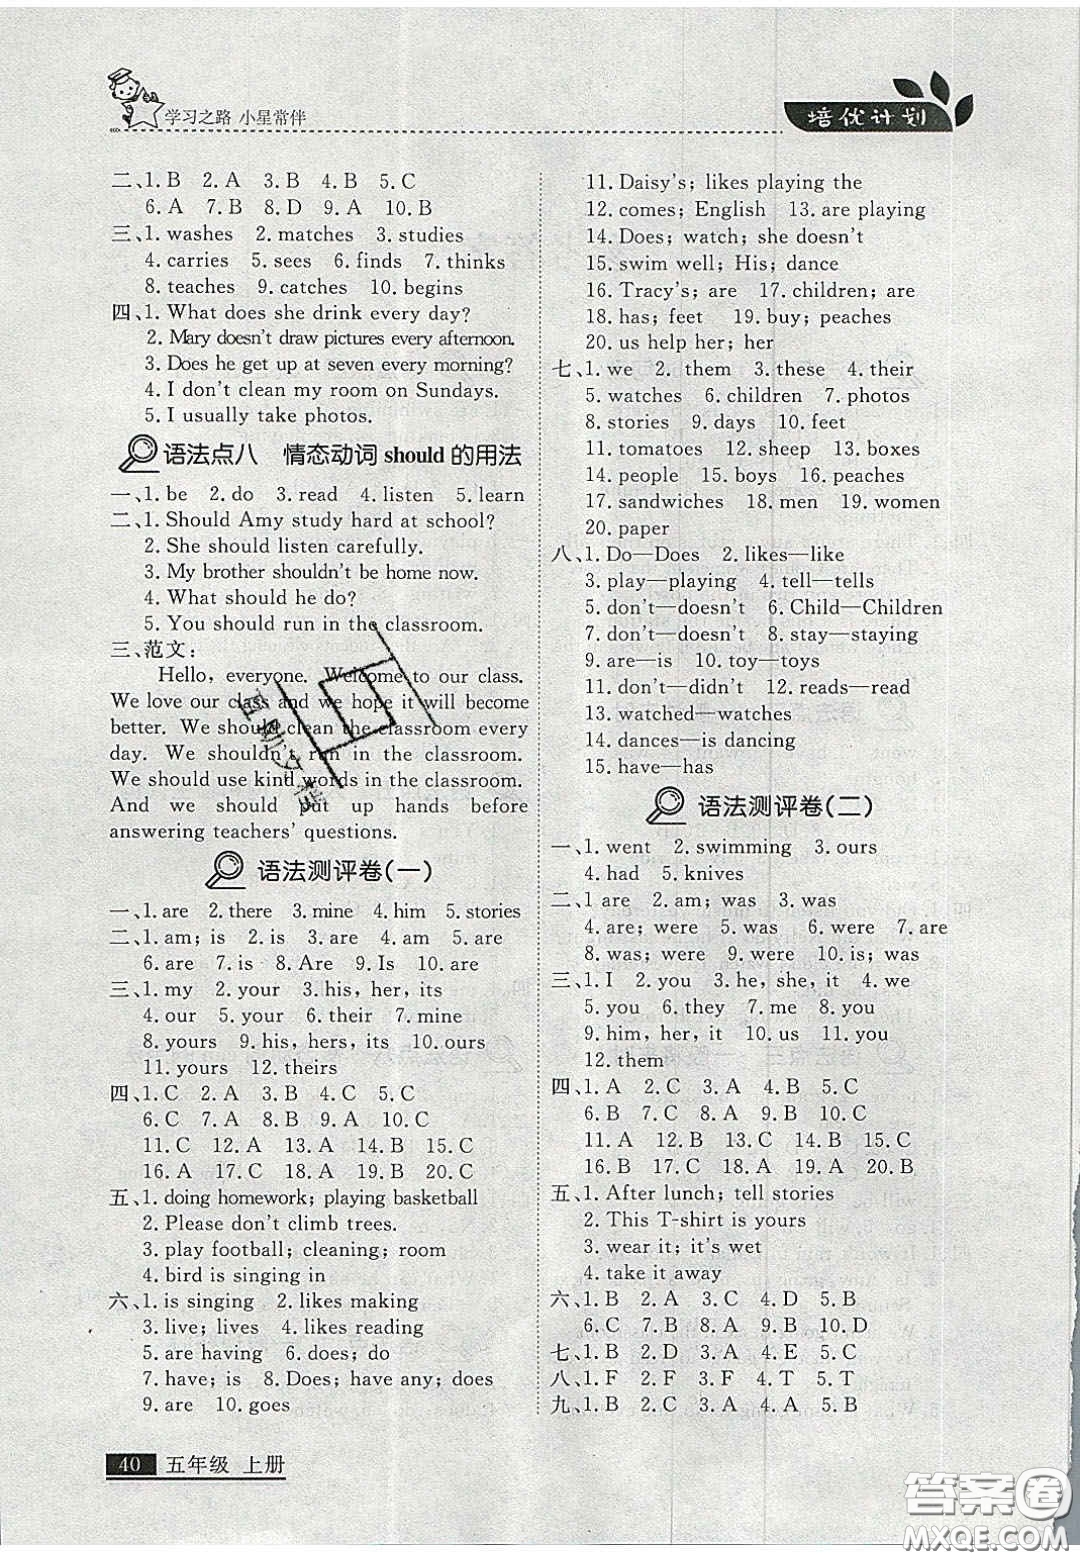 学习之路 小星常伴
培优计划
二、1. B 2. A 3. B 4. B 5. C
6. A 7. B 8. D 9. A 10. B
三、1. washes 2. matches 3. studies
4. carries 5. sees 6. finds 7. thinks
8. teaches 9. catches 10. begins
四、1. What does she drink every day?
2. Mary doesn't draw pictures every afternoon.
3. Does he get up at seven every morning?
4. I don't clean my room on Sundays.
5. I usually take photos.
语法点八 情态动词 should 的用法
一、1. be 2. do 3. read 4. listen 5. learn
二、1. Should Amy study hard at school?
2. She should listen carefully.
3. My brother shouldn't be home now.
4. What should he do?
5. You should run in the classroom.
三、范文：
Hello, everyone. Welcome to our class.
We love our class and we hope it will become
better. We should clean the classroom every
day. We shouldn't run in the classroom.
We should use kind words in the classroom.
And we should put up hands before
answering teachers' questions.
语法测评卷(一)
一、1. are 2. there 3. mine 4. him 5. stories
二、1. am; is 2. is 3. are 4. am 5. are
6. are 7. is 8. Are 9. Is 10. are
三、1. my 2. your 3. his, her, its
4. our 5. your 6. their 7. mine
8. yours 9. his, hers, its 10. ours
11. yours 12. theirs
四、1. C 2. A 3. B 4. C 5. C
6. C 7. A 8. B 9. A 10. C
11. C 12. A 13. A 14. B 15. C
16. A 17. C 18. A 19. B 20. C
五、1. doing homework; playing basketball
2. Please don't climb trees.
3. play football; cleaning; room
4. bird is singing in
六、1. is singing 2. likes making
3. live; lives 4. likes reading
5. are having 6. does; do
7. have; is 8. Does; have any; does
9. are 10. goes
11. Daisy's; likes playing the
12. comes; English 13. are playing
14. Does; watch; she doesn't
15. swim well; His; dance
16. Tracy's; are 17. children; are
18. has; feet 19. buy; peaches
20. us help her; her
七、1. we 2. them 3. these 4. their
5. watches 6. children 7. photos
8. stories 9. days 10. feet
11. tomatoes 12. sheep 13. boxes
14. people 15. boys 16. peaches
17. sandwiches 18. men 19. women
20. paper
八、1. Do—Does 2. likes—like
3. play—playing 4. tell—tells
5. don't—doesn't 6. Child—Children
7. don't—doesn't 8. stay—staying
9. are—is 10. toy—toys
11. don't—didn't 12. reads—read
13. watched—watches
14. dances—is dancing
15. have—has
语法测评卷(二)
一、1. went 2. swimming 3. ours
4. had 5. knives
二、1 are 2. am; was 3. was
4. are; were 5. was 6. were 7. are
8. was; were 9. were 10. is; was
三、1. I 2. you 3. he, she, it 4. we
5. you 6. they 7. me 8. you
9. him, her, it 10. us 11. you
12. them
四、1. A 2. C 3. A 4. B 5. C
6. B 7. C 8. A 9. B 10. C
11. A 12. B 13. B 14. B 15. C
16. B 17. C 18. A 19. A 20. B
五、1. After lunch; tell stories
2. This T-shirt is yours
3. wear it; it's wet
4. take it away
六、1. B 2. A 3. C 4. D 5. B
6. C 7. B 8. A 9. B 10. D
七、1. B 2. D 3. A 4. E 5. C
八、1. F 2. F 3. F 4. T 5. T
九、1. B 2. C 3. A 4. A 5. B
40 五年级 上册
答案卷
MXQE.COM